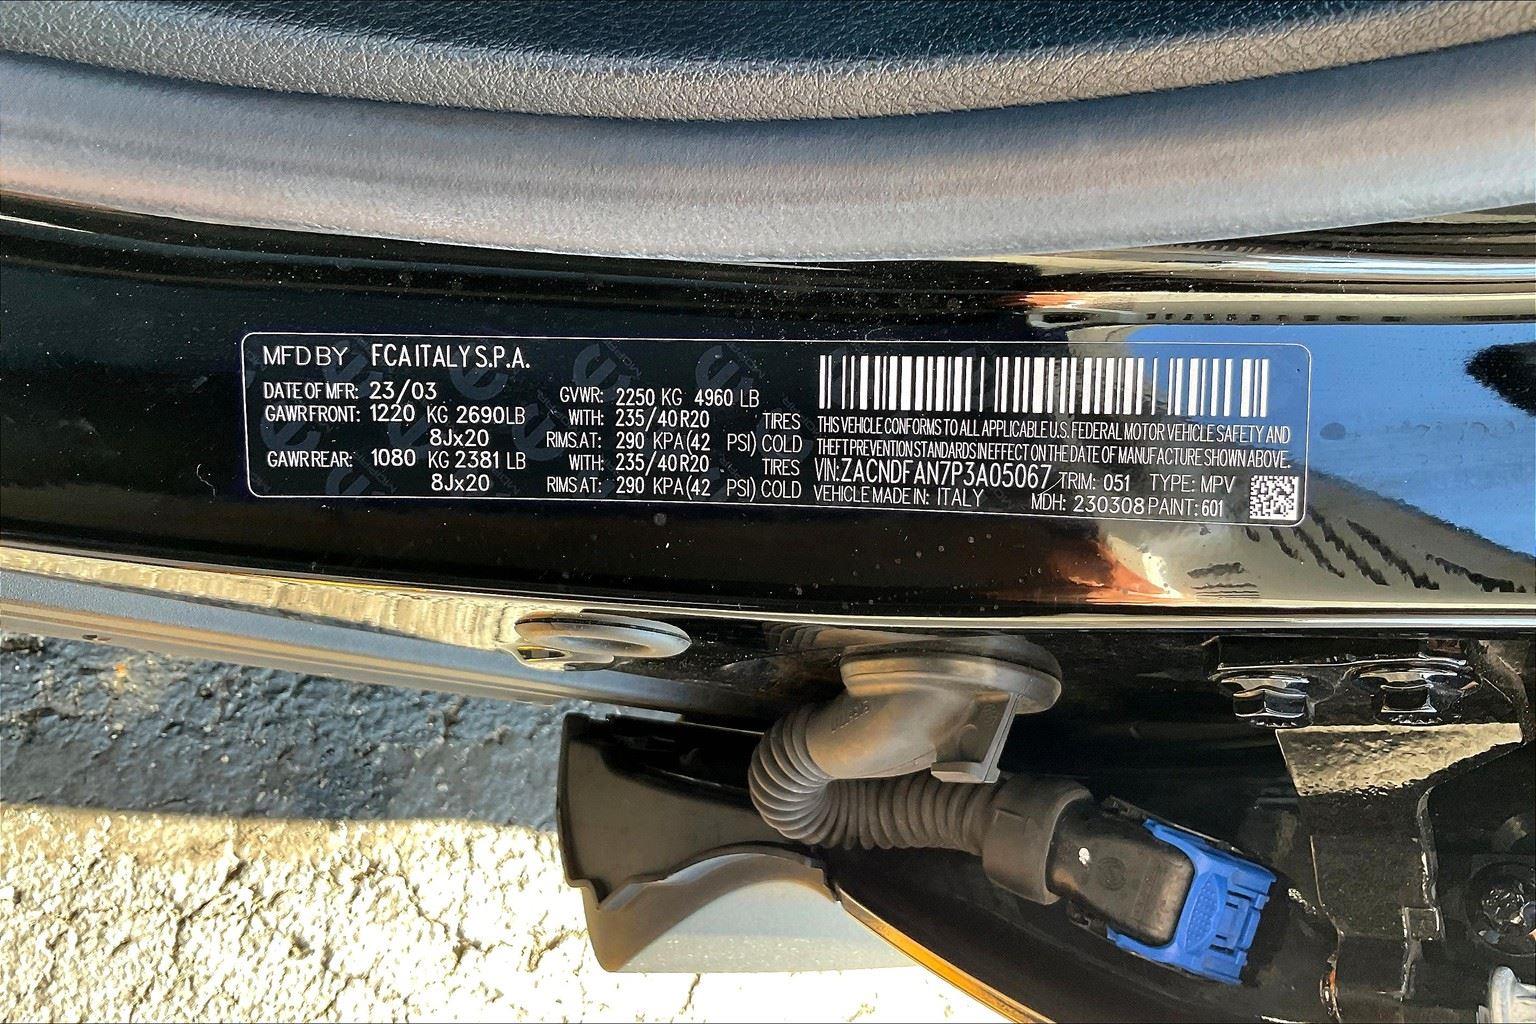 MFD BY FCA ITALY S.P.A.
DATE OF MFR: 23/03 GVWR: 2250 KG 4960 LB
GAWR FRONT: 1220 KG 2690 LB WITH: 235/40 R20 TIRES
8Jx20 RIMS AT: 290 KPA (42 PSI) COLD
GAWR REAR: 1080 KG 2381 LB WITH: 235/40 R20 TIRES
8Jx20 RIMS AT: 290 KPA (42 PSI) COLD
THIS VEHICLE CONFORMS TO ALL APPLICABLE U.S. FEDERAL MOTOR VEHICLE SAFETY AND
THEFT PREVENTION STANDARDS IN EFFECT ON THE DATE OF MANUFACTURE SHOWN ABOVE.
VIN: ZACNDFAN7P3A05067 TRIM: 051 TYPE: MPV
VEHICLE MADE IN: ITALY MDH: 230308 PAINT: 601